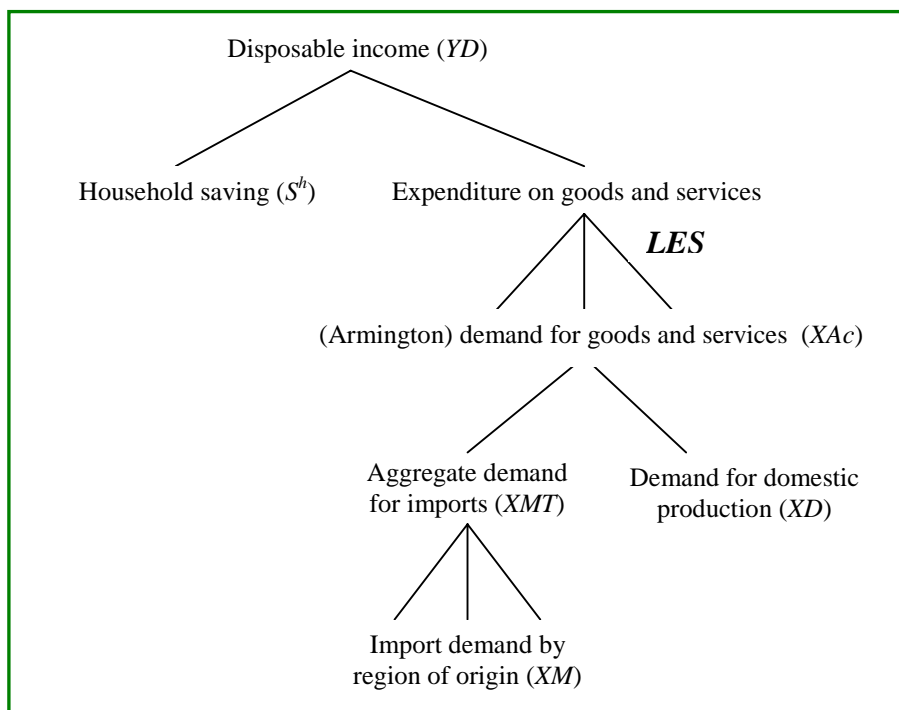 Disposable income (YD)
Household saving (S^h)
Expenditure on goods and services
LES
(Armington) demand for goods and services (XAc)
Aggregate demand
for imports (XMT)
Demand for domestic
production (XD)
Import demand by
region of origin (XM)